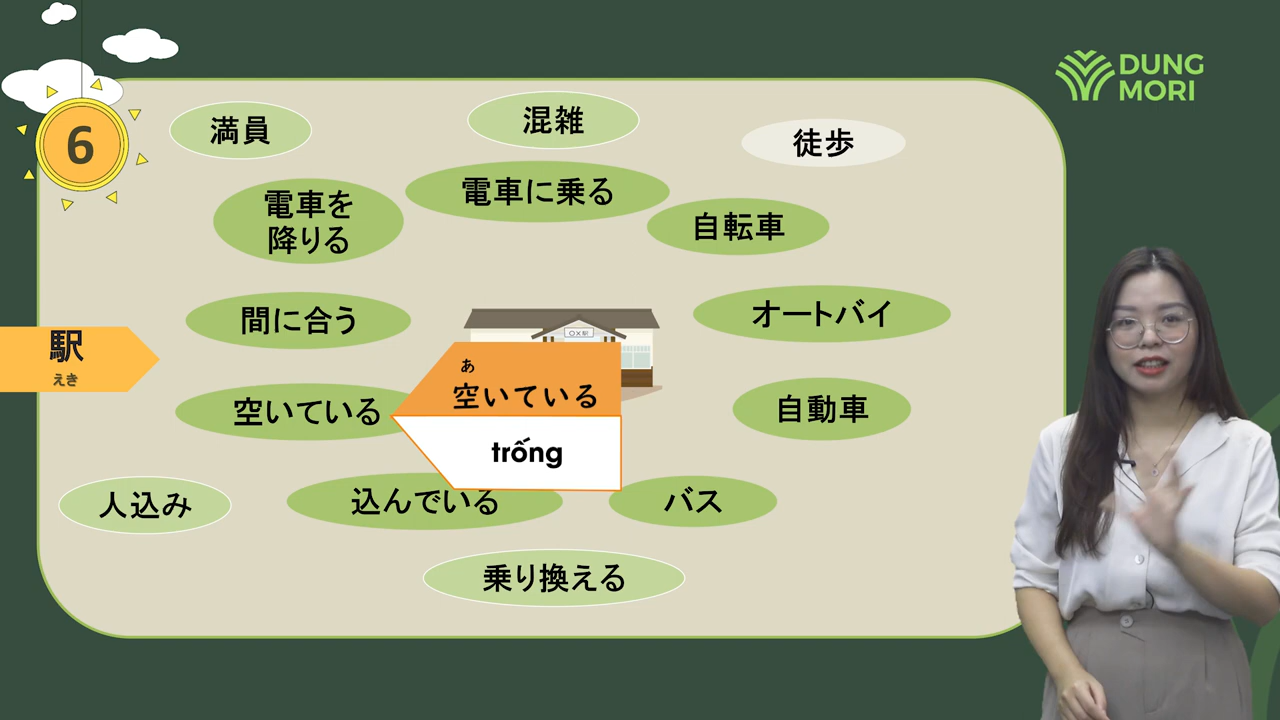 DUNG
MORI
6
満員
混雑
徒歩
電車を
降りる
電車に乗る
自転車
間に合う
オートバイ
〇×駅
駅
えき
空いている
あ
空いている
trống
自動車
人込み
込んでいる
バス
乗り換える